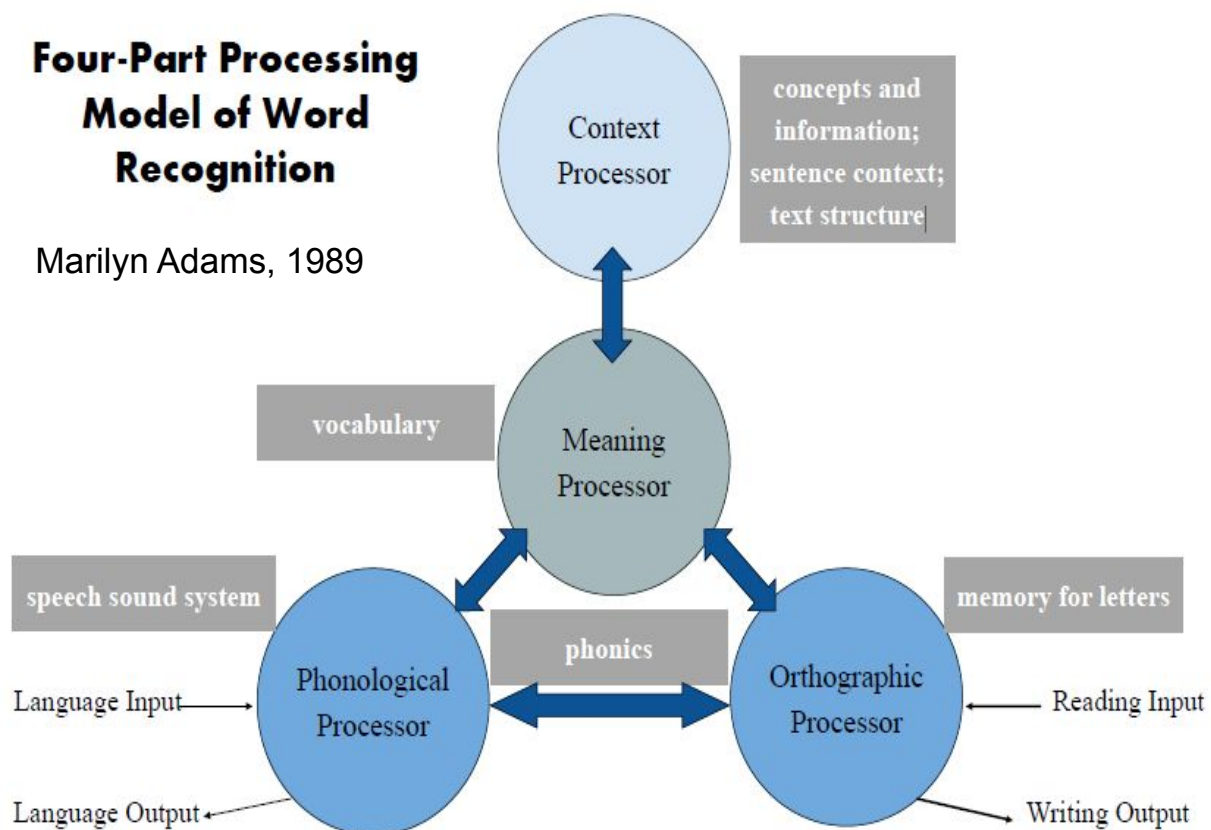 Four-Part Processing
Model of Word
Recognition
Marilyn Adams, 1989
Context
Processor
concepts and
information;
sentence context;
text structure
vocabulary
Meaning
Processor
speech sound system
memory for letters
phonics
Phonological
Processor
Orthographic
Processor
Language Input
Reading Input
Language Output
Writing Output